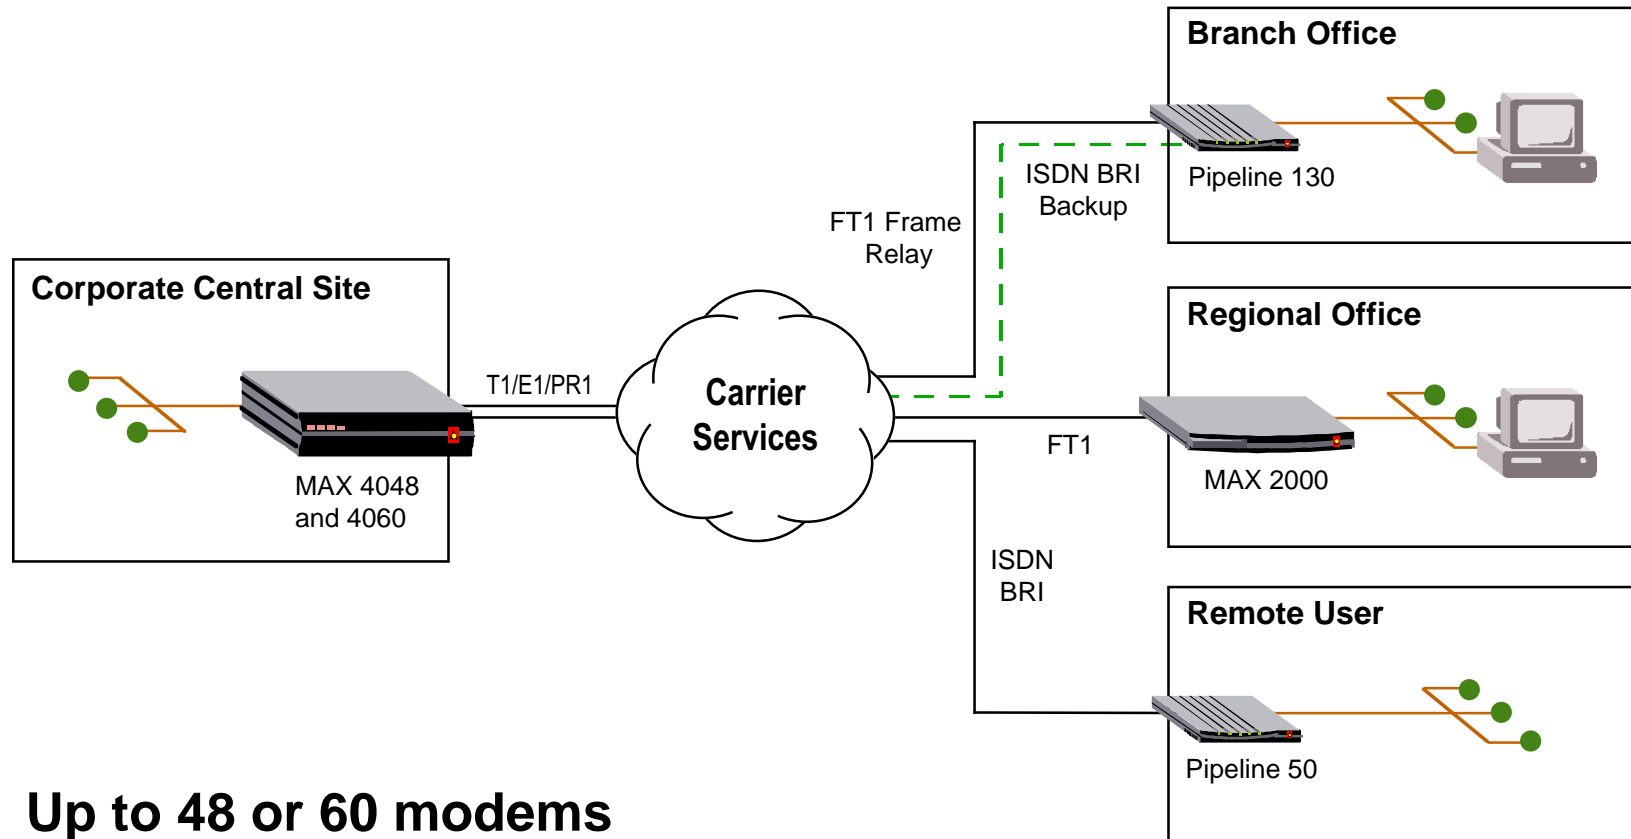 Branch Office
Pipeline 130
ISDN BRI
Backup
FT1 Frame
Relay
Corporate Central Site
T1/E1/PR1
MAX 4048
and 4060
Carrier
Services
Regional Office
FT1
MAX 2000
ISDN
BRI
Remote User
Pipeline 50
Up to 48 or 60 modems